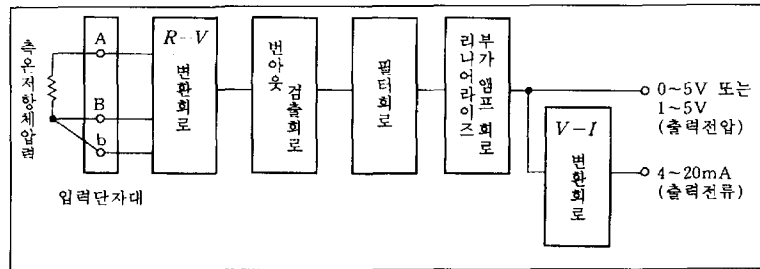 측온저항체압력
A
B
b
입력단자대
R-V
변환회로
번아웃
검출회로
필터회로
리니어라이즈
부가 앰프 회로
V-I
변환회로
0~5V 또는
1~5V
(출력전압)
4~20mA
(출력전류)